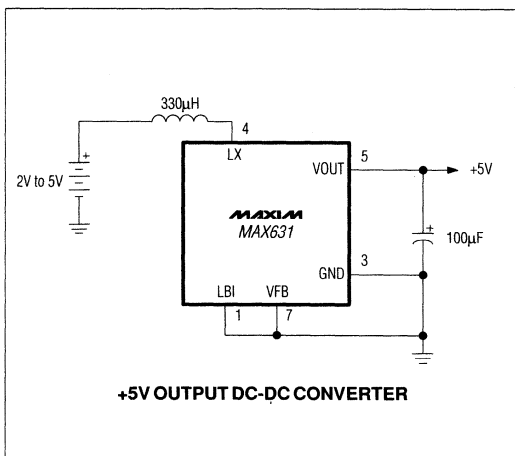 330μH
4
LX
5
VOUT
+5V
+
2V to 5V
MAXIM
MAX631
+
100μF
3
GND
LBI
VFB
1
7
+5V OUTPUT DC-DC CONVERTER